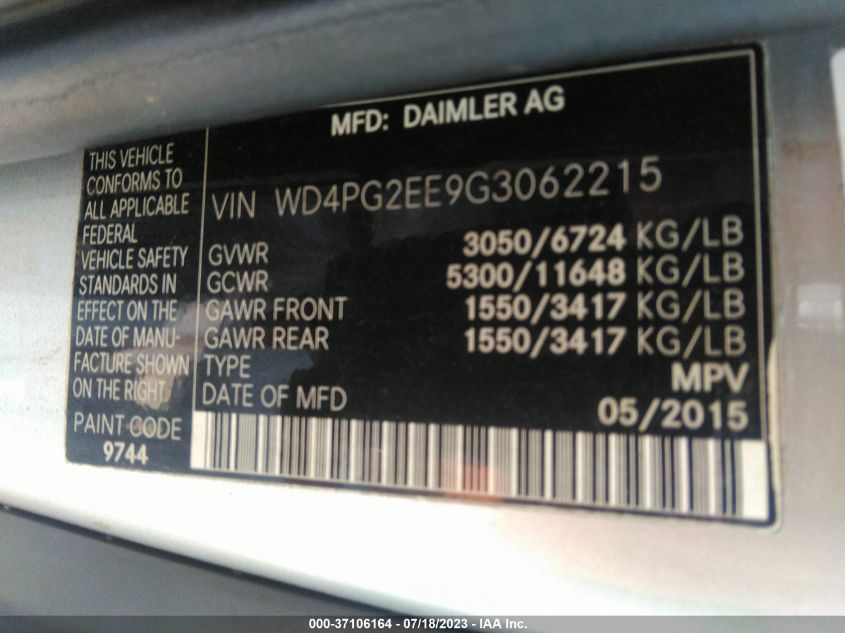 MFD: DAIMLER AG
THIS VEHICLE
CONFORMS TO
ALL APPLICABLE
FEDERAL
VEHICLE SAFETY
STANDARDS IN
EFFECT ON THE
DATE OF MANU-
FACTURE SHOWN
ON THE RIGHT
PAINT CODE
9744
VIN WD4PG2EE9G3062215
GVWR 3050/6724 KG/LB
GCWR 5300/11648 KG/LB
GAWR FRONT 1550/3417 KG/LB
GAWR REAR 1550/3417 KG/LB
TYPE MPV
DATE OF MFD 05/2015
000-37106164 - 07/18/2023 - IAA Inc.